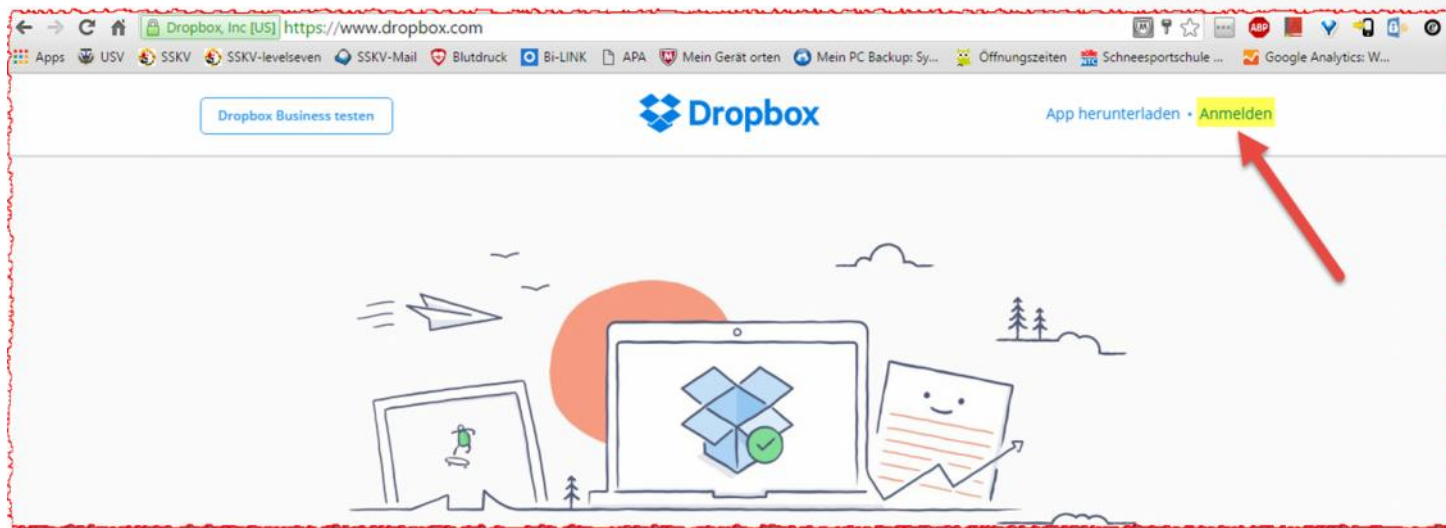 Dropbox, Inc [US] https://www.dropbox.com
Apps USV SSKV SSKV-levelseven SSKV-Mail Blutdruck Bi-LINK APA Mein Gerät orten Mein PC Backup: Sy... Öffnungszeiten Schneesportschule ... Google Analytics: W...
Dropbox Business testen Dropbox App herunterladen • Anmelden